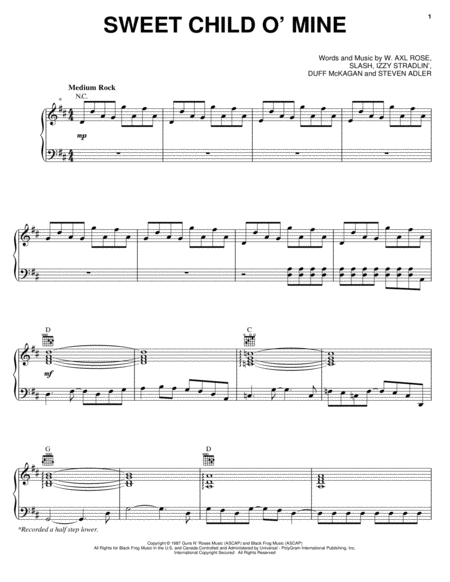 SWEET CHILD O' MINE
1
Words and Music by W. AXL ROSE,
SLASH, IZZY STRADLIN',
DUFF McKAGAN and STEVEN ADLER
Medium Rock
N.C.
*
mp
D
C
mf
G
D
*Recorded a half step lower.
Copyright © 1987 Guns N' Roses Music (ASCAP) and Black Frog Music (ASCAP)
All Rights for Black Frog Music in the U.S. and Canada Controlled and Administered by Universal - PolyGram International Publishing, Inc.
International Copyright Secured All Rights Reserved